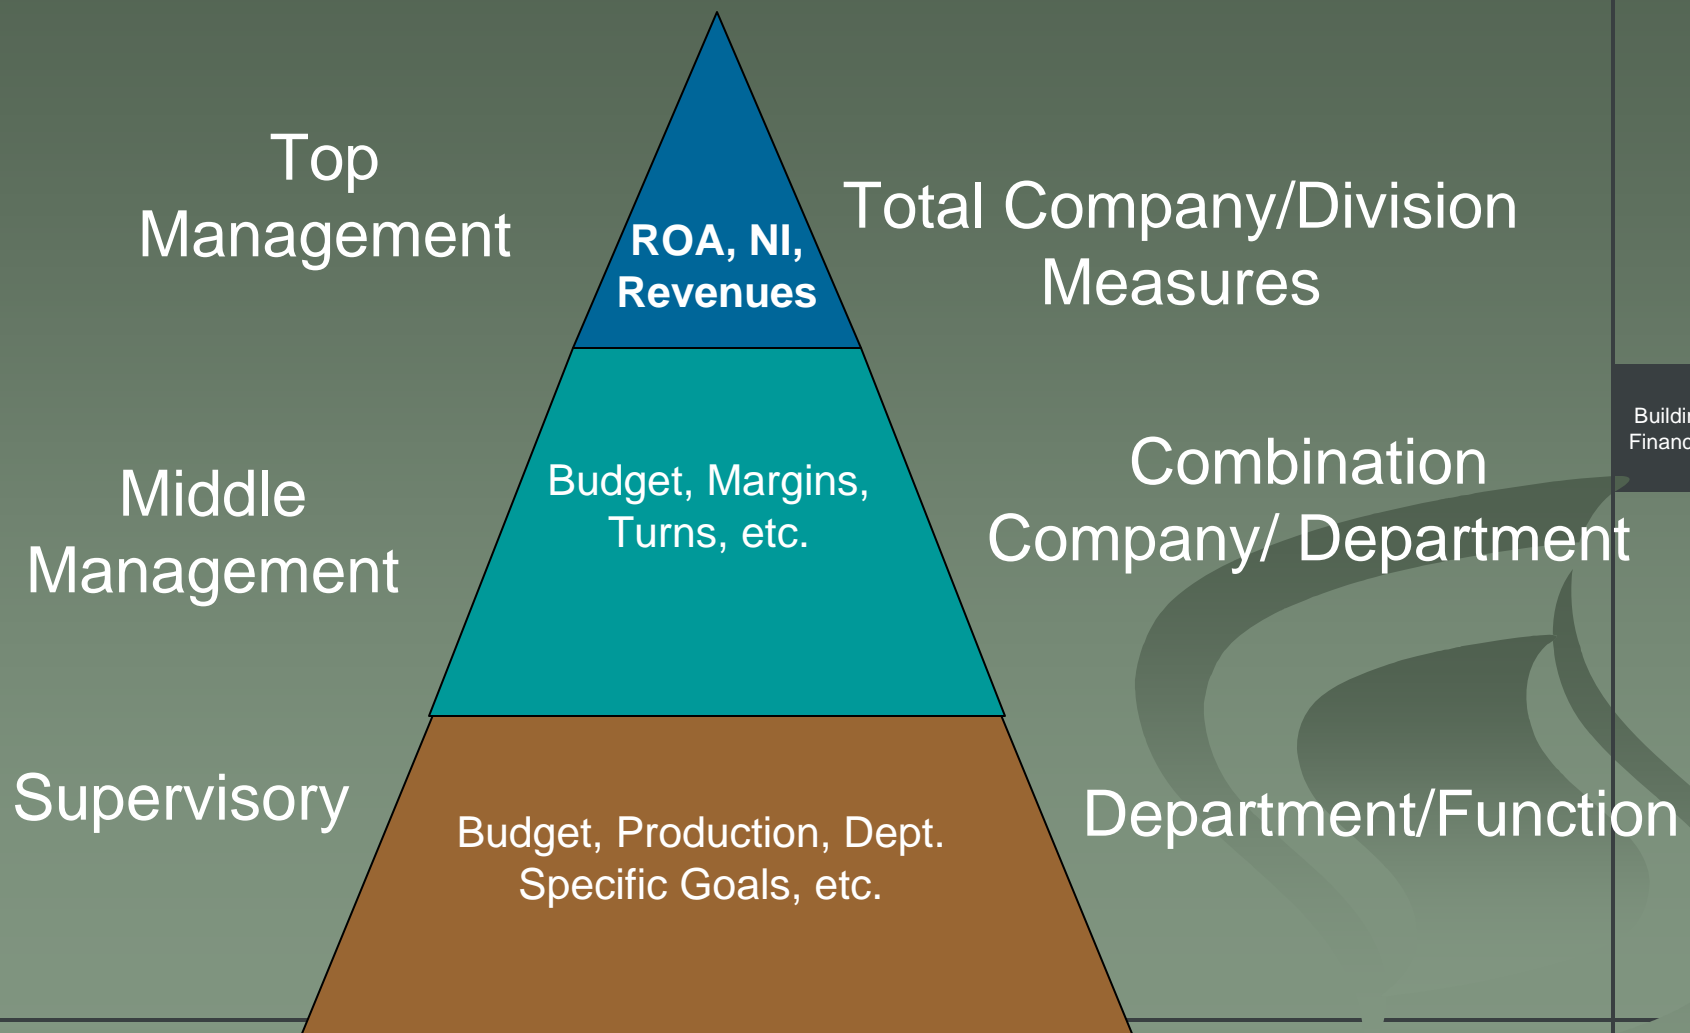 Top
Management
ROA, NI,
Revenues
Total Company/Division
Measures
Middle
Management
Budget, Margins,
Turns, etc.
Combination
Company/ Department
Supervisory
Budget, Production, Dept.
Specific Goals, etc.
Department/Function